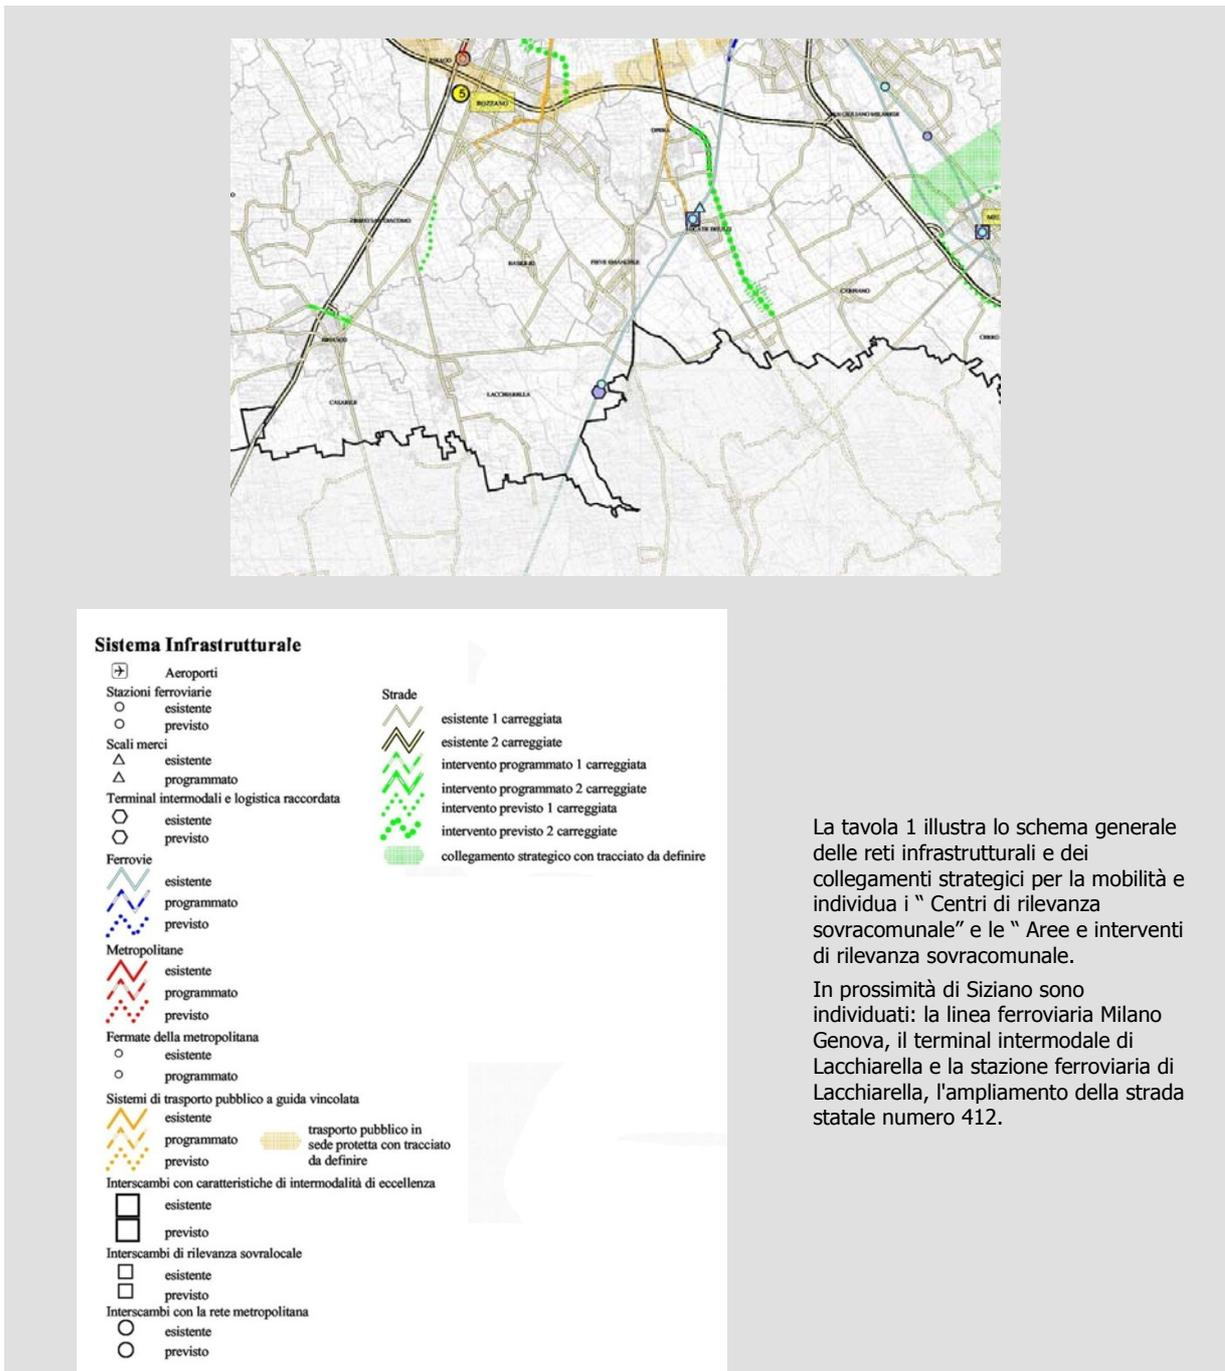 ROZZANO
5
OPERA
SAN GIULIANO MILANESE
ZIBIDO SAN GIACOMO
BASIGLIO
PIEVE EMANUELE
LOCATE DI TRIULZI
CARPIANO
BINASCO
CASARILE
LACCHIARELLA
CERRO
Sistema Infrastrutturale
Aeroporti
Stazioni ferroviarie
esistente
previsto
Scali merci
esistente
programmato
Terminal intermodali e logistica raccordata
esistente
previsto
Ferrovie
esistente
programmato
previsto
Metropolitane
esistente
programmato
previsto
Fermate della metropolitana
esistente
programmato
Sistemi di trasporto pubblico a guida vincolata
esistente
programmato
previsto
trasporto pubblico in
sede protetta con tracciato
da definire
Interscambi con caratteristiche di intermodalità di eccellenza
esistente
previsto
Interscambi di rilevanza sovralocale
esistente
previsto
Interscambi con la rete metropolitana
esistente
previsto
Strade
esistente 1 carreggiata
esistente 2 carreggiate
intervento programmato 1 carreggiata
intervento programmato 2 carreggiate
intervento previsto 1 carreggiata
intervento previsto 2 carreggiate
collegamento strategico con tracciato da definire
La tavola 1 illustra lo schema generale
delle reti infrastrutturali e dei
collegamenti strategici per la mobilità e
individua i “ Centri di rilevanza
sovracomunale” e le “ Aree e interventi
di rilevanza sovracomunale.
In prossimità di Siziano sono
individuati: la linea ferroviaria Milano
Genova, il terminal intermodale di
Lacchiarella e la stazione ferroviaria di
Lacchiarella, l'ampliamento della strada
statale numero 412.